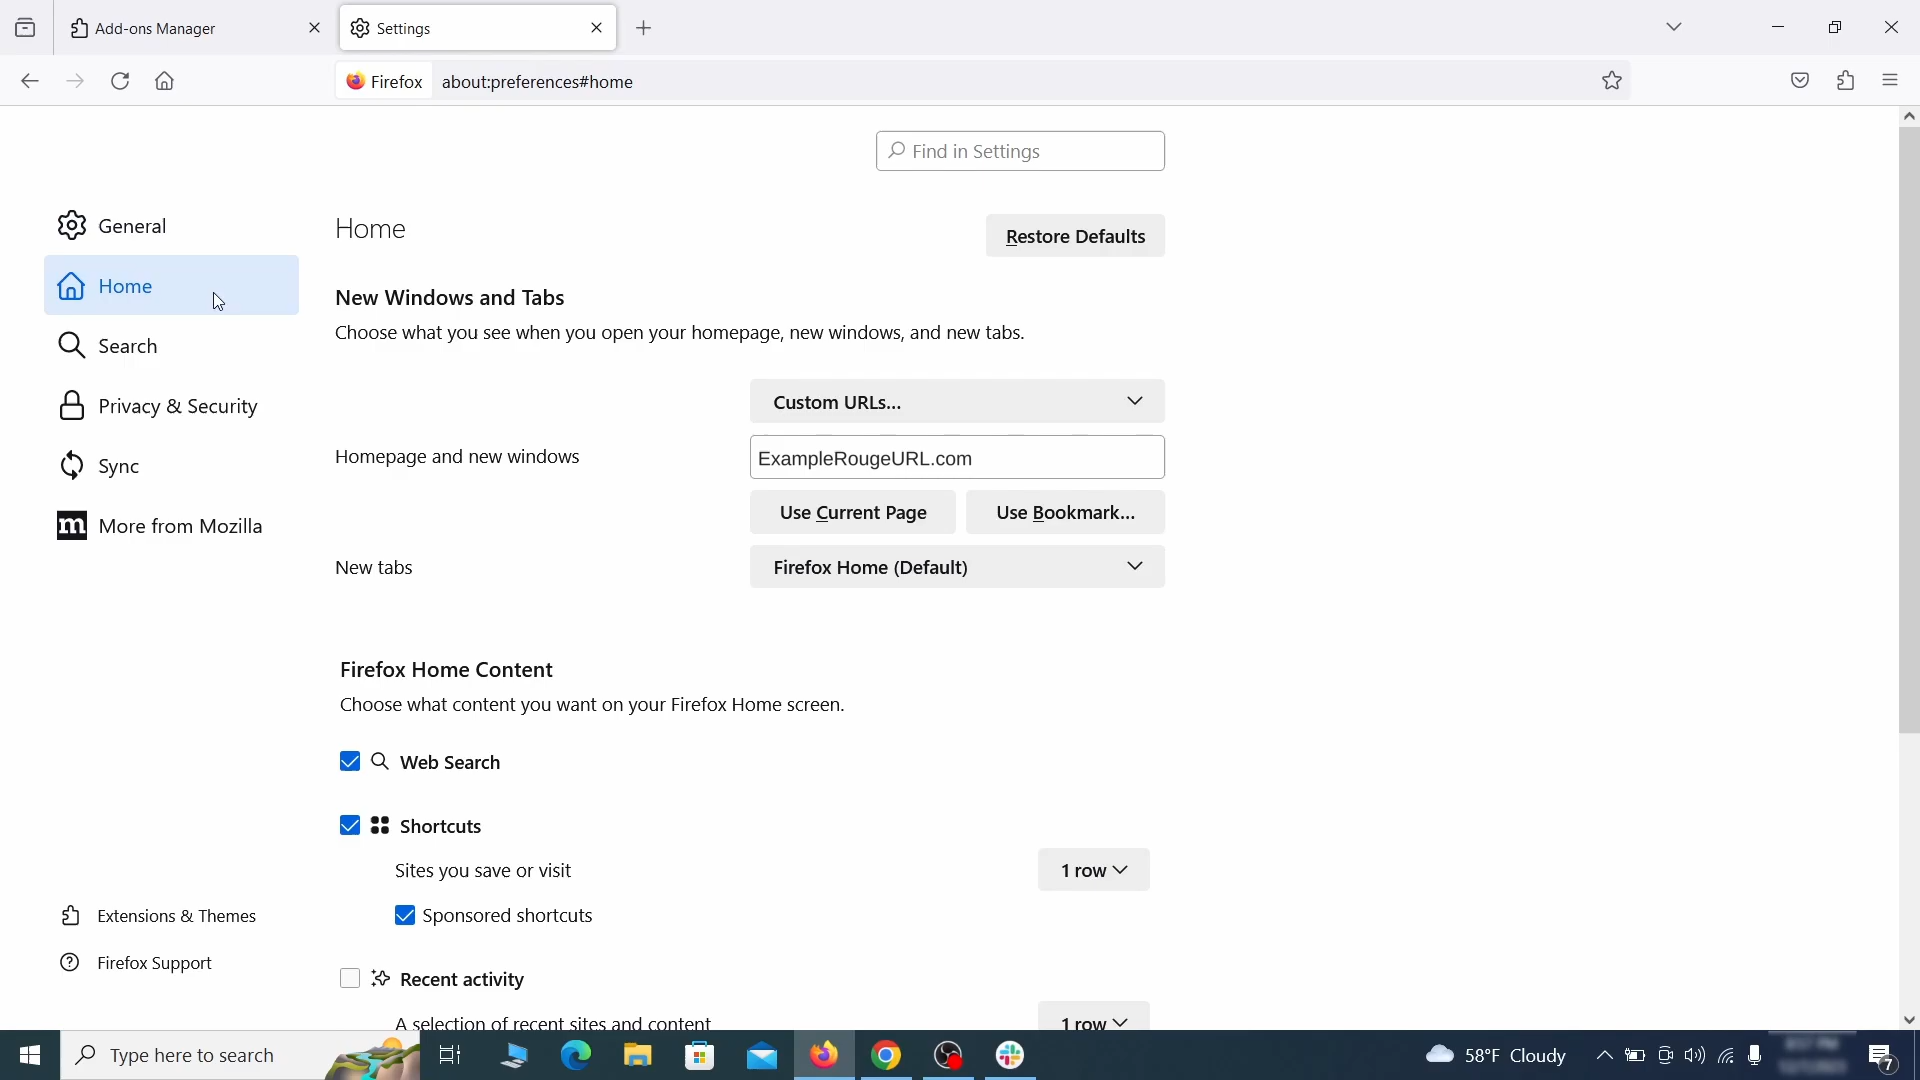 Add-ons Manager
Settings
Firefox
about:preferences#home
Find in Settings
General
Home
Search
Privacy & Security
Sync
More from Mozilla
Extensions & Themes
Firefox Support
Home
Restore Defaults
New Windows and Tabs
Choose what you see when you open your homepage, new windows, and new tabs.
Custom URLs...
Homepage and new windows
ExampleRougeURL.com
Use Current Page
Use Bookmark...
New tabs
Firefox Home (Default)
Firefox Home Content
Choose what content you want on your Firefox Home screen.
Web Search
Shortcuts
Sites you save or visit
1 row
Sponsored shortcuts
Recent activity
A selection of recent sites and content
1 row
Type here to search
58°F Cloudy
7